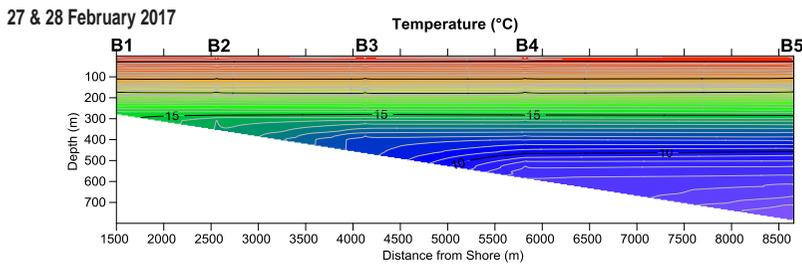 27 & 28 February 2017
Temperature (°C)
B1 B2 B3 B4 B5
100
200
300
400
500
600
700
Depth (m)
15 15 15
10 10
1500 2000 2500 3000 3500 4000 4500 5000 5500 6000 6500 7000 7500 8000 8500
Distance from Shore (m)